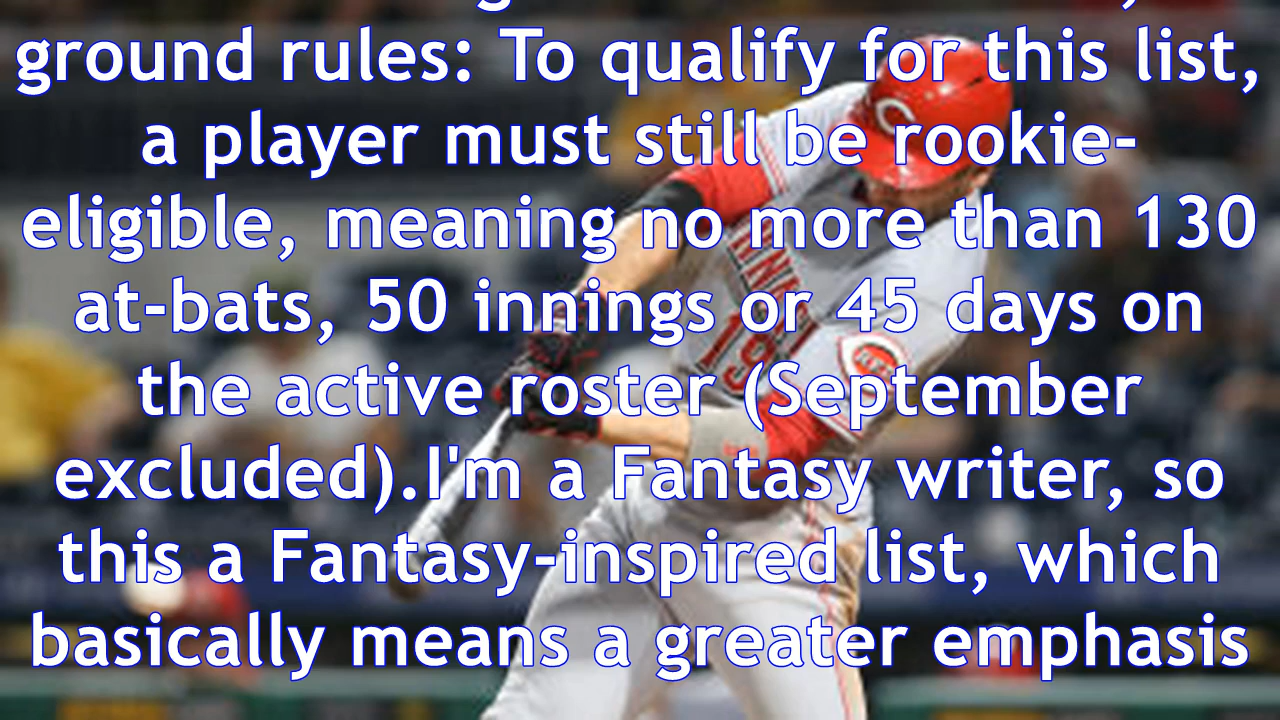 ground rules: To qualify for this list,
a player must still be rookie-
eligible, meaning no more than 130
at-bats, 50 innings or 45 days on
the active roster (September
excluded).I'm a Fantasy writer, so
this a Fantasy-inspired list, which
basically means a greater emphasis